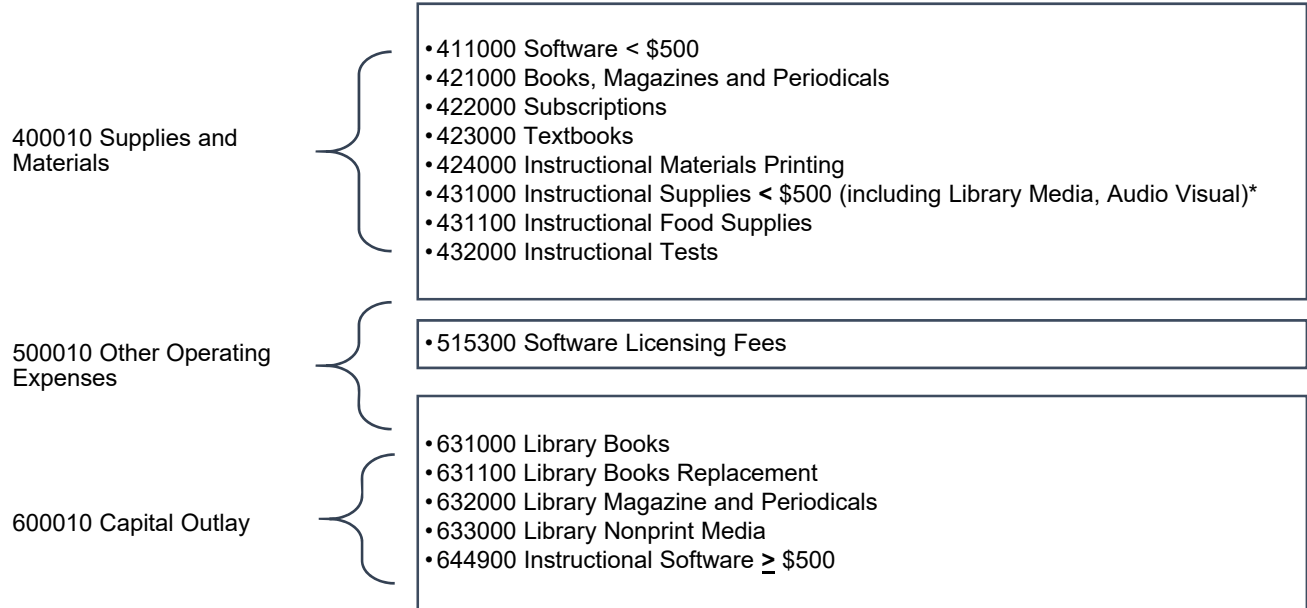 400010 Supplies and
Materials
•411000 Software < $500
•421000 Books, Magazines and Periodicals
•422000 Subscriptions
•423000 Textbooks
•424000 Instructional Materials Printing
•431000 Instructional Supplies < $500 (including Library Media, Audio Visual)*
•431100 Instructional Food Supplies
•432000 Instructional Tests
500010 Other Operating
Expenses
•515300 Software Licensing Fees
600010 Capital Outlay
•631000 Library Books
•631100 Library Books Replacement
•632000 Library Magazine and Periodicals
•633000 Library Nonprint Media
•644900 Instructional Software ≥ $500